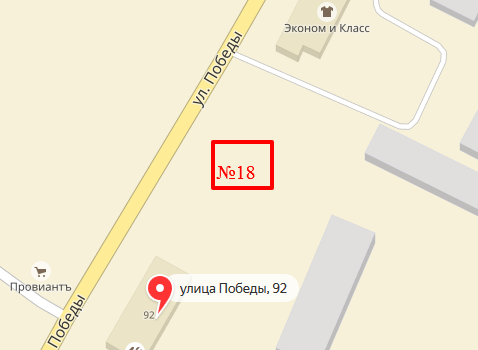 Эконом и Класс
ул. Победы
№18
Провиантъ
улица Победы, 92
92
Победы